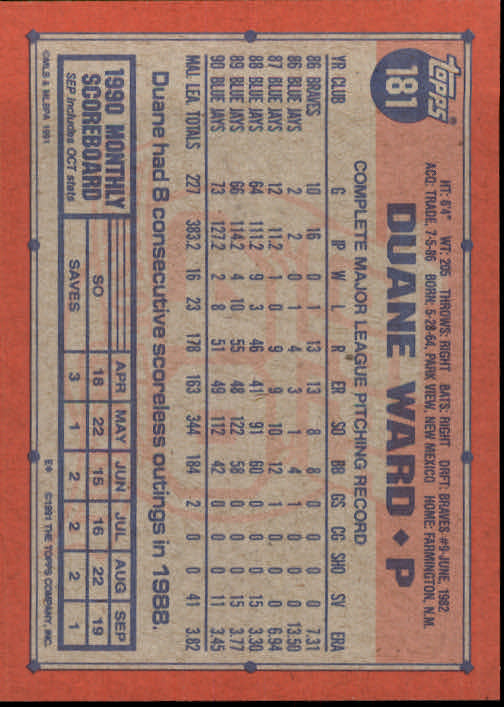 Topps
181
HT: 6'4" WT: 205 THROWS: RIGHT BATS: RIGHT DRFT: BRAVES #9-JUNE, 1982
ACQ: TRADE, 7-5-86 BORN: 5-28-64, PARK VIEW, NEW MEXICO HOME: FARMINGTON, N.M.
DUANE WARD ◆ P
COMPLETE MAJOR LEAGUE PITCHING RECORD
YR CLUB G IP W L R ER SO BB GS CG SHO SV ERA
86 BRAVES 10 16 0 1 13 13 8 8 0 0 0 0 7.31
86 BLUE JAYS 2 2 0 1 4 3 1 4 1 0 0 0 13.50
87 BLUE JAYS 12 11.2 1 0 9 9 10 12 1 0 0 0 6.94
88 BLUE JAYS 64 111.2 9 3 46 41 91 60 0 0 0 15 3.30
89 BLUE JAYS 66 114.2 4 10 55 48 122 58 0 0 0 15 3.77
90 BLUE JAYS 73 127.2 2 8 51 49 112 42 0 0 0 11 3.45
MAJ. LEA. TOTALS 227 383.2 16 23 178 163 344 184 2 0 0 41 3.82
Duane had 8 consecutive scoreless outings in 1988.
1990 MONTHLY SCOREBOARD
SEP includes OCT stats
APR MAY JUN JUL AUG SEP
SO 18 22 15 16 22 19
SAVES 3 1 2 2 2 1
©MLB & MLBPA 1991
E* ©1991 THE TOPPS COMPANY, INC.